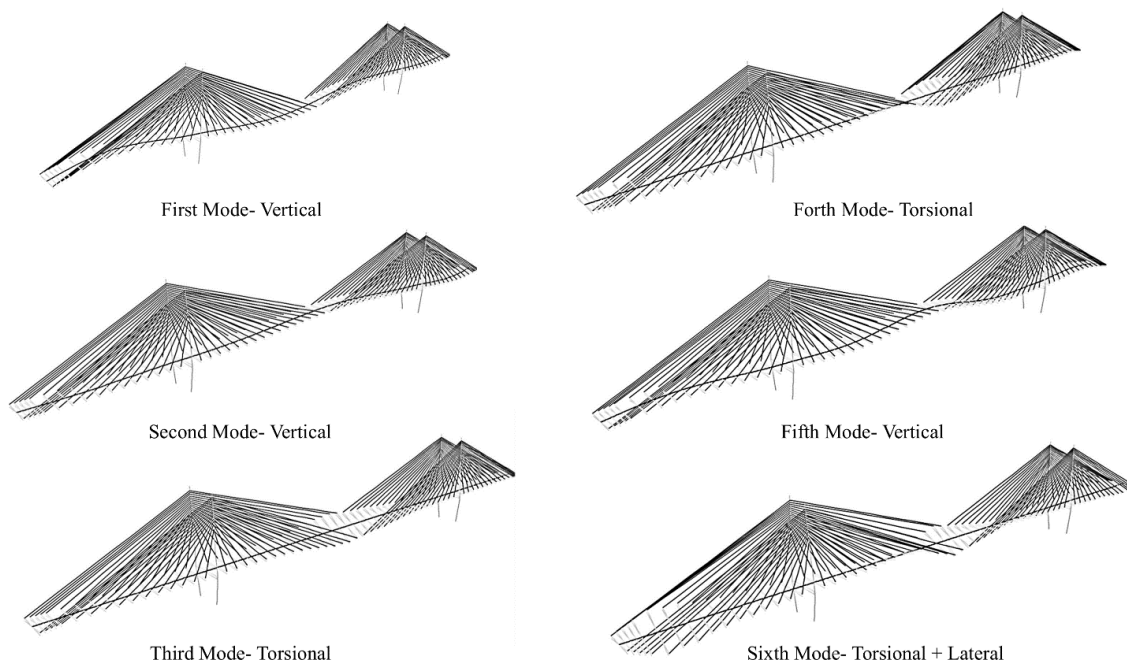 First Mode- Vertical
Forth Mode- Torsional
Second Mode- Vertical
Fifth Mode- Vertical
Third Mode- Torsional
Sixth Mode- Torsional + Lateral